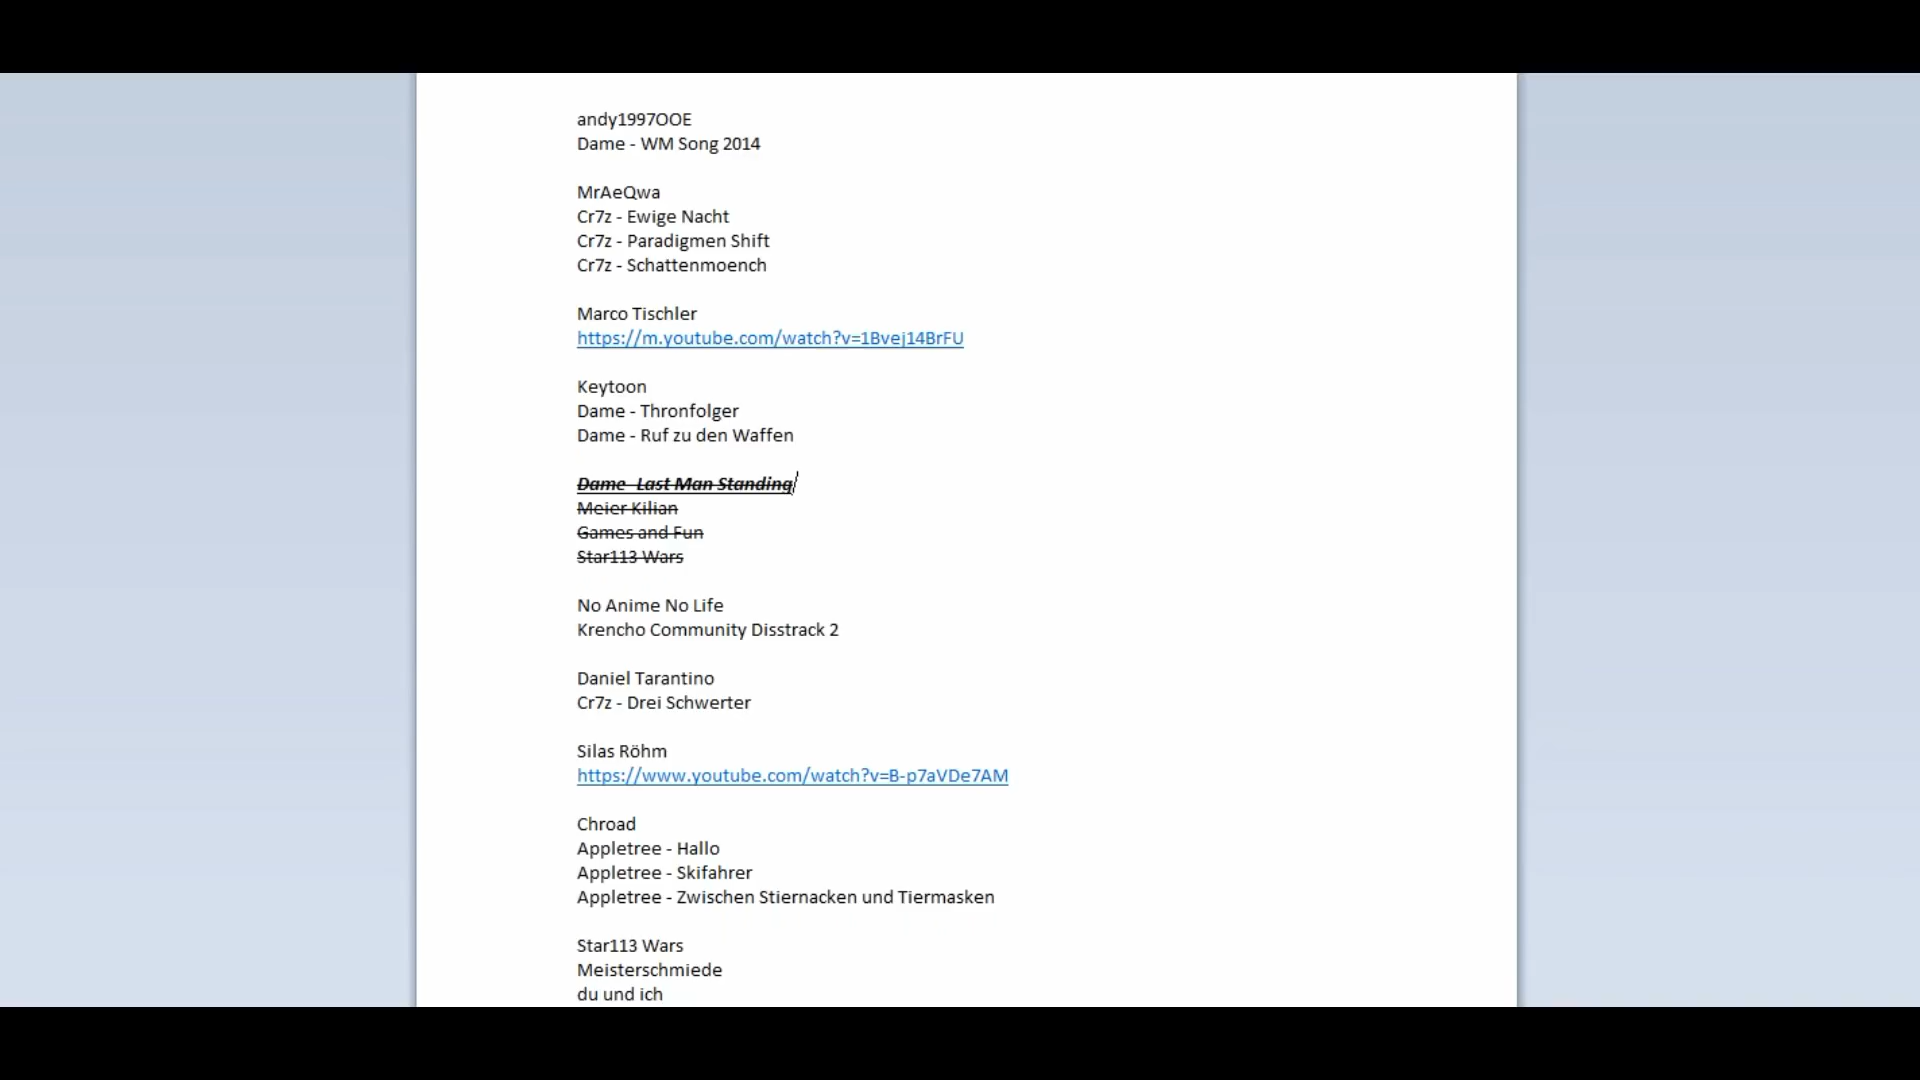 andy1997OOE
Dame - WM Song 2014
MrAeQwa
Cr7z - Ewige Nacht
Cr7z - Paradigmen Shift
Cr7z - Schattenmoench
Marco Tischler
https://m.youtube.com/watch?v=1Bvej14BrFU
Keytoon
Dame - Thronfolger
Dame - Ruf zu den Waffen
Dame- Last Man Standing
Meier Kilian
Games and Fun
Star113 Wars
No Anime No Life
Krencho Community Disstrack 2
Daniel Tarantino
Cr7z - Drei Schwerter
Silas Röhm
https://www.youtube.com/watch?v=B-p7aVDe7AM
Chroad
Appletree - Hallo
Appletree - Skifahrer
Appletree - Zwischen Stiernacken und Tiermasken
Star113 Wars
Meisterschmiede
du und ich